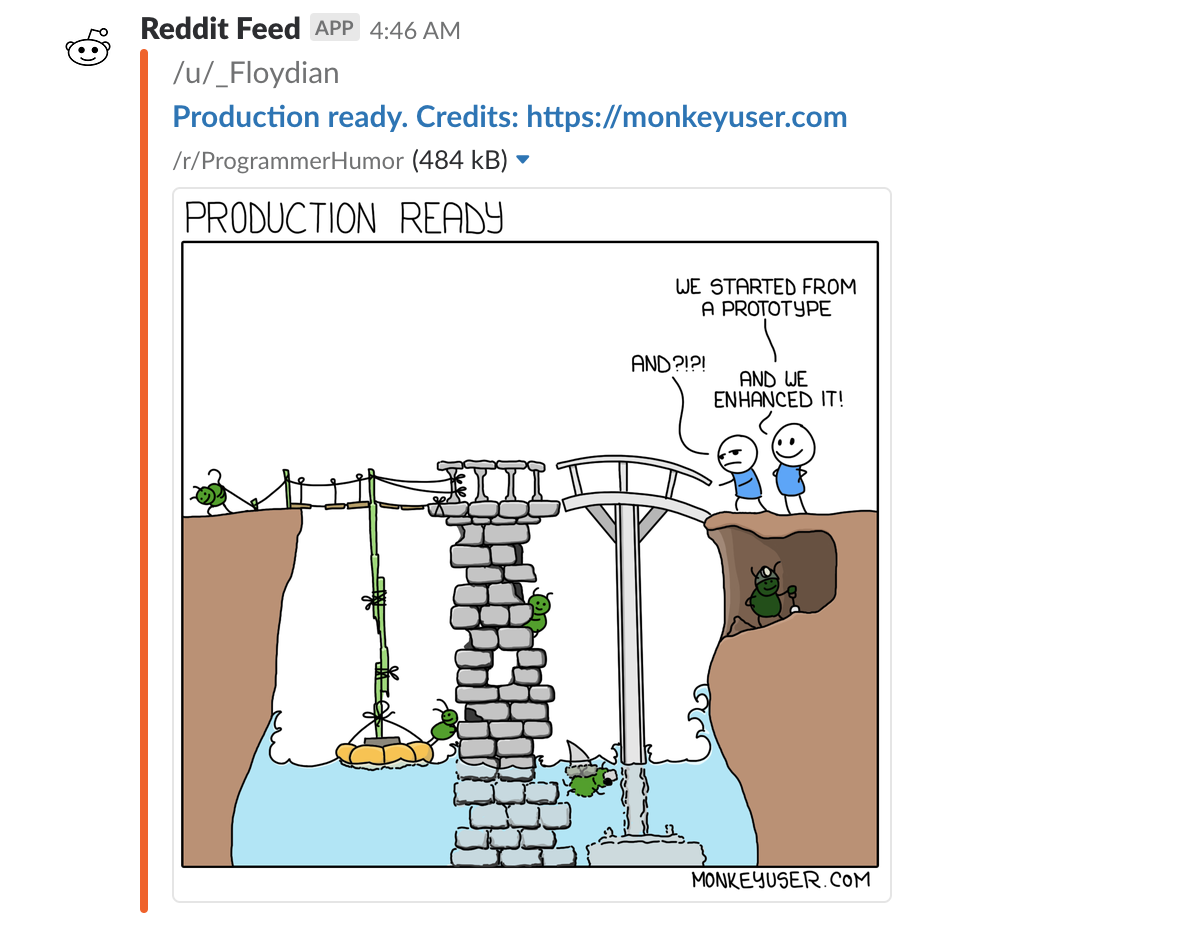 Reddit Feed APP 4:46 AM
/u/_Floydian
Production ready. Credits: https://monkeyuser.com
/r/ProgrammerHumor (484 kB)
PRODUCTION READY
WE STARTED FROM
A PROTOTYPE
AND?!?!
AND WE
ENHANCED IT!
MONKEYUSER.COM